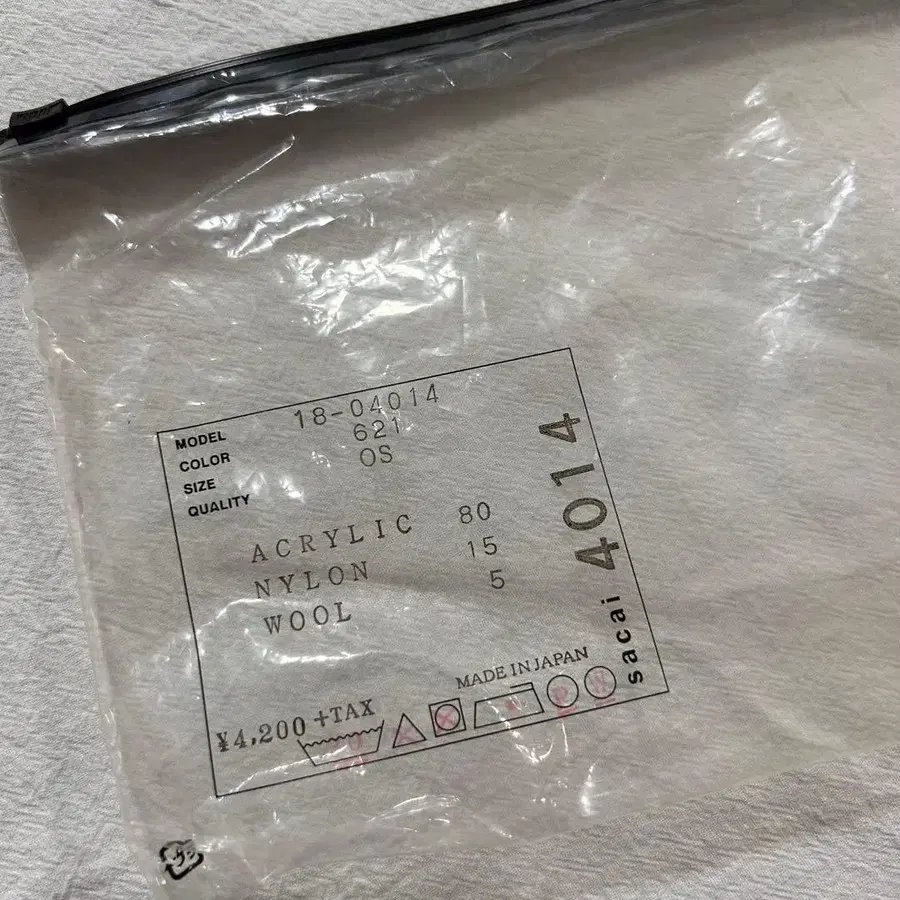 MODEL 18-04014
COLOR 621
SIZE OS
QUALITY
ACRYLIC 80
NYLON 15
WOOL 5
MADE IN JAPAN
¥4,200 +TAX
sacai 4014